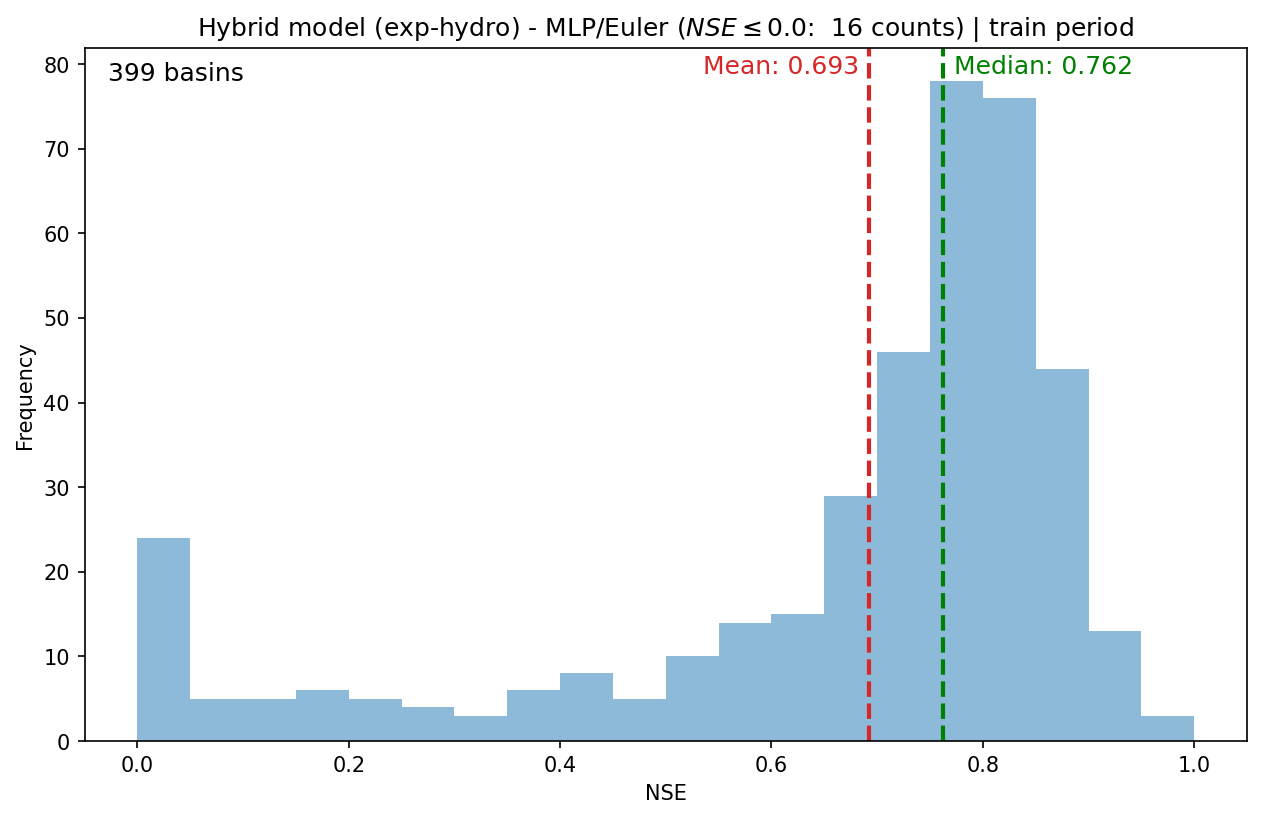 Hybrid model (exp-hydro) - MLP/Euler (NSE ≤ 0.0: 16 counts) | train period
399 basins
Mean: 0.693
Median: 0.762
Frequency
80
70
60
50
40
30
20
10
0
0.0 0.2 0.4 0.6 0.8 1.0
NSE